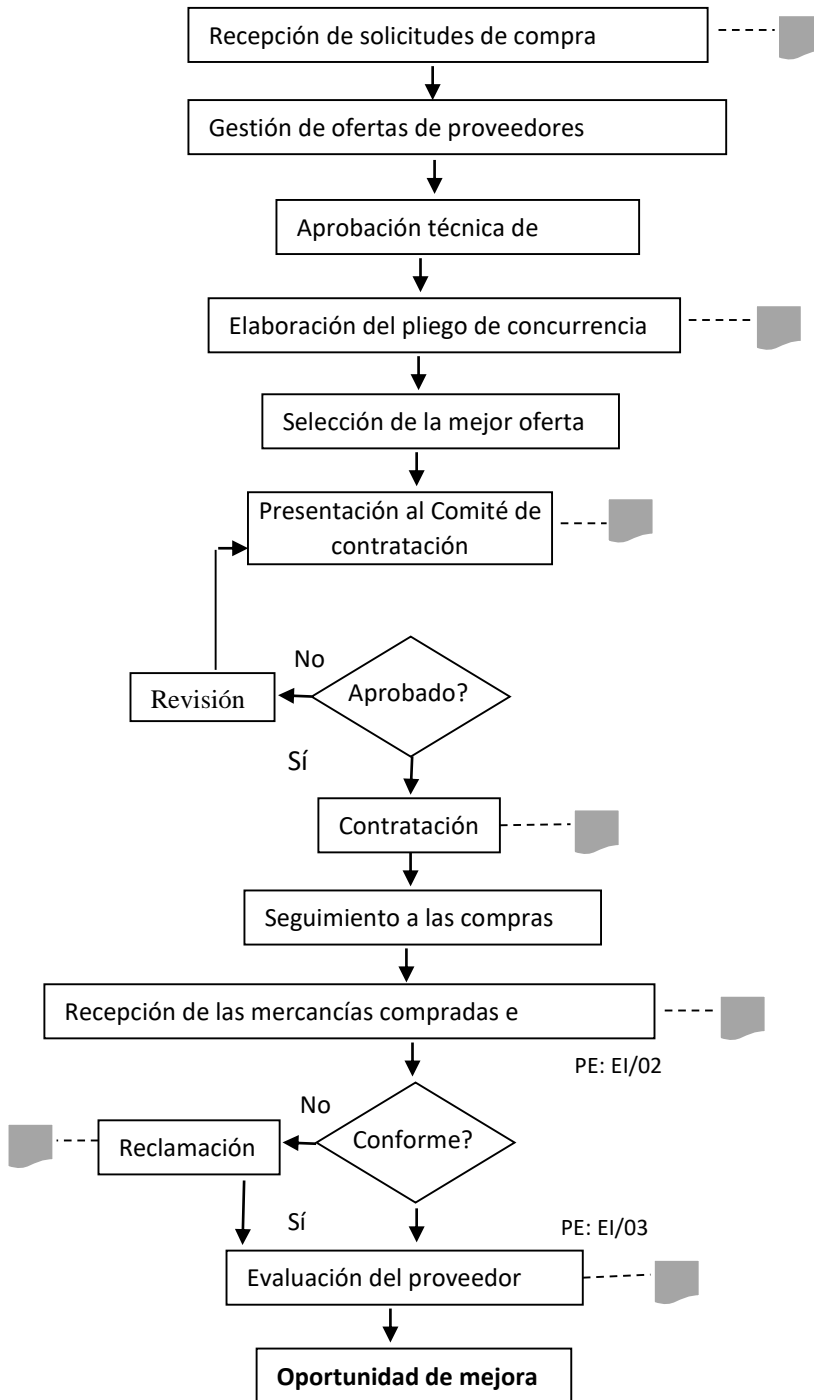 Recepción de solicitudes de compra
Gestión de ofertas de proveedores
Aprobación técnica de
Elaboración del pliego de concurrencia
Selección de la mejor oferta
Presentación al Comité de
contratación
No
Revisión
Aprobado?
Sí
Contratación
Seguimiento a las compras
Recepción de las mercancías compradas e
PE: EI/02
No
Reclamación
Conforme?
Sí
PE: EI/03
Evaluación del proveedor
Oportunidad de mejora